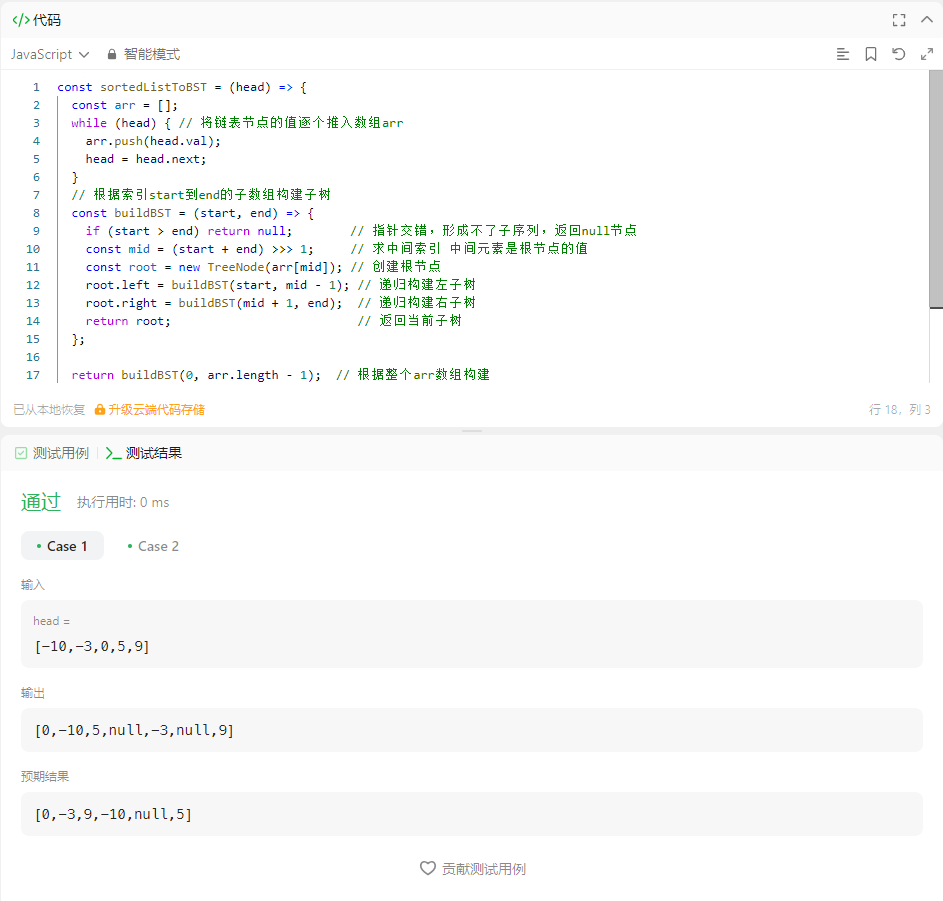 </> 代码
JavaScript 智能模式
1 const sortedListToBST = (head) => {
2   const arr = [];
3   while (head) { // 将链表节点的值逐个推入数组arr
4     arr.push(head.val);
5     head = head.next;
6   }
7   // 根据索引start到end的子数组构建子树
8   const buildBST = (start, end) => {
9     if (start > end) return null;        // 指针交错，形成不了子序列，返回null节点
10     const mid = (start + end) >>> 1;     // 求中间索引 中间元素是根节点的值
11     const root = new TreeNode(arr[mid]); // 创建根节点
12     root.left = buildBST(start, mid - 1); // 递归构建左子树
13     root.right = buildBST(mid + 1, end);  // 递归构建右子树
14     return root;                          // 返回当前子树
15   };
16
17   return buildBST(0, arr.length - 1);  // 根据整个arr数组构建
已从本地恢复 升级云端代码存储 行 18, 列 3
测试用例 >_ 测试结果
通过 执行用时: 0 ms
• Case 1 • Case 2
输入
head =
[-10,-3,0,5,9]
输出
[0,-10,5,null,-3,null,9]
预期结果
[0,-3,9,-10,null,5]
贡献测试用例